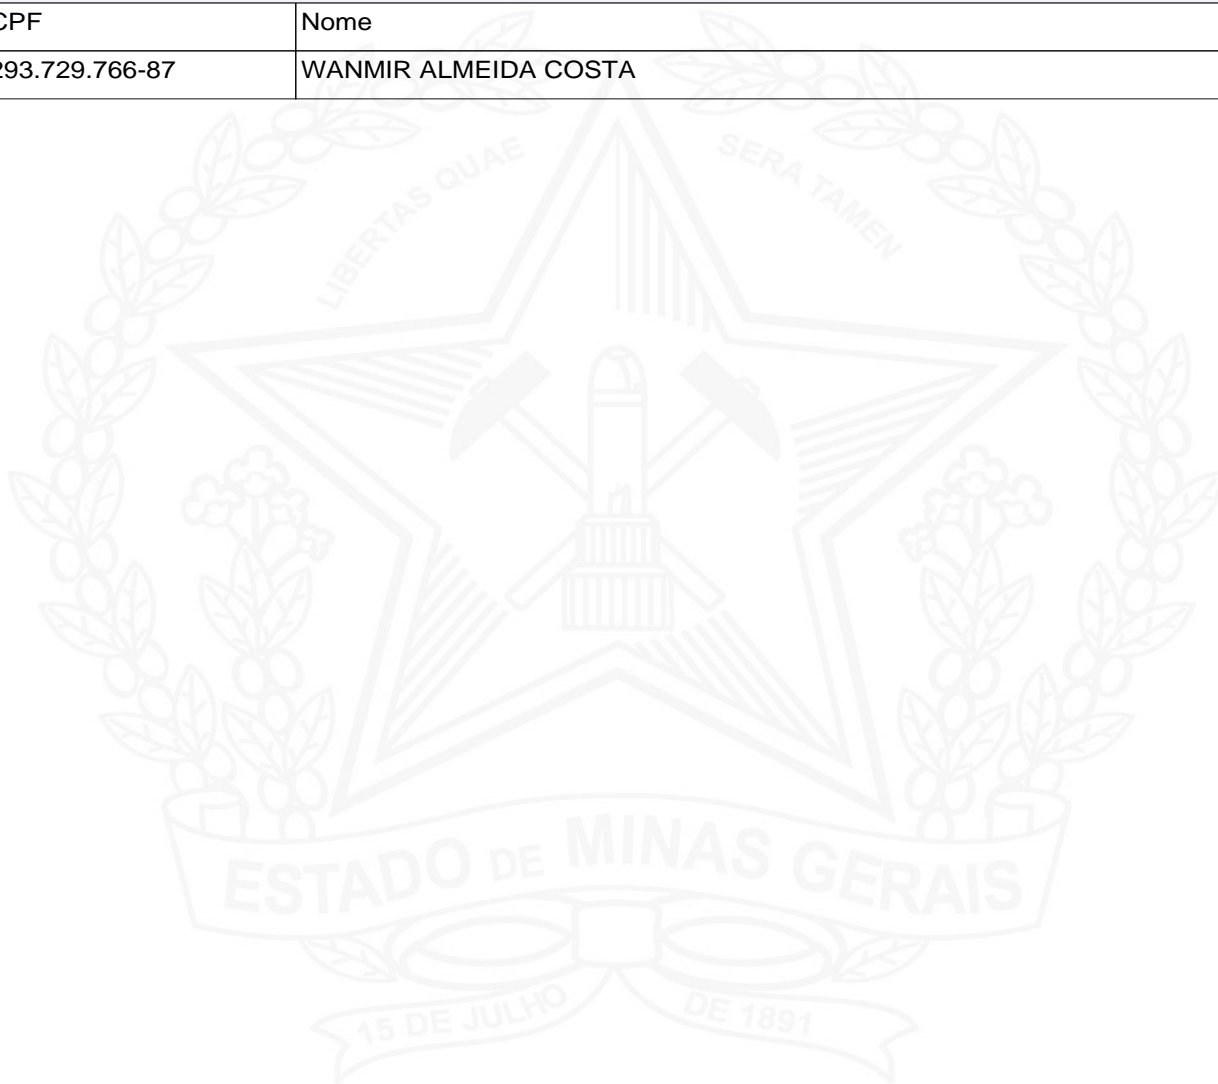 CPF Nome
293.729.766-87 WANMIR ALMEIDA COSTA
LIBERTAS QUAE SERA TAMEN
ESTADO DE MINAS GERAIS
15 DE JULHO DE 1891